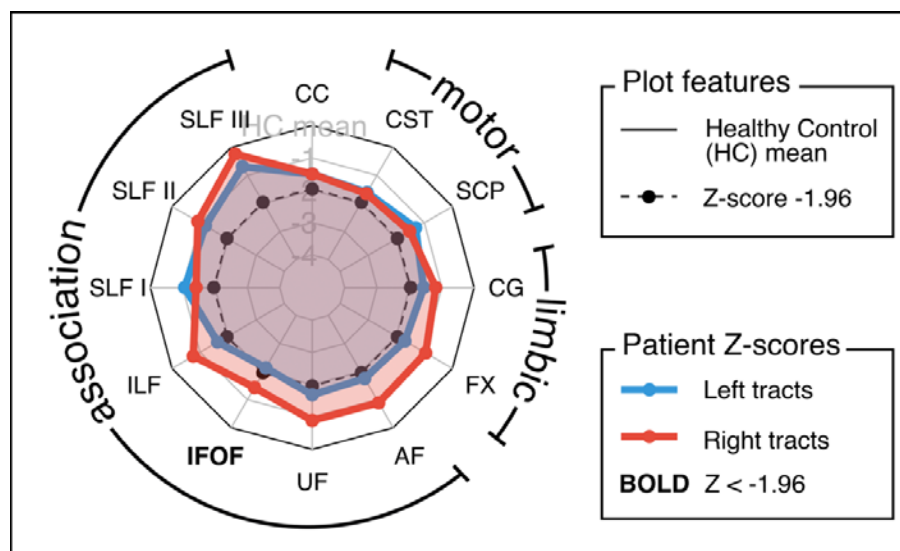 CC
CST
SCP
CG
FX
AF
UF
IFOF
ILF
SLF I
SLF II
SLF III
HC mean
-1
-3
-4
motor
limbic
association
Plot features
Healthy Control
(HC) mean
Z-score -1.96
Patient Z-scores
Left tracts
Right tracts
BOLD Z < -1.96